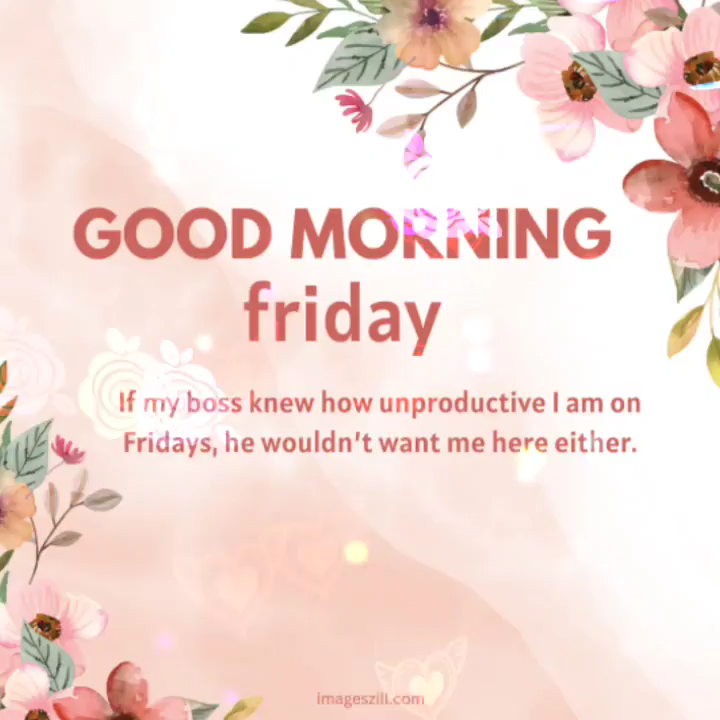 GOOD MORNING
friday
If my boss knew how unproductive I am on
Fridays, he wouldn't want me here either.
imageszill.com